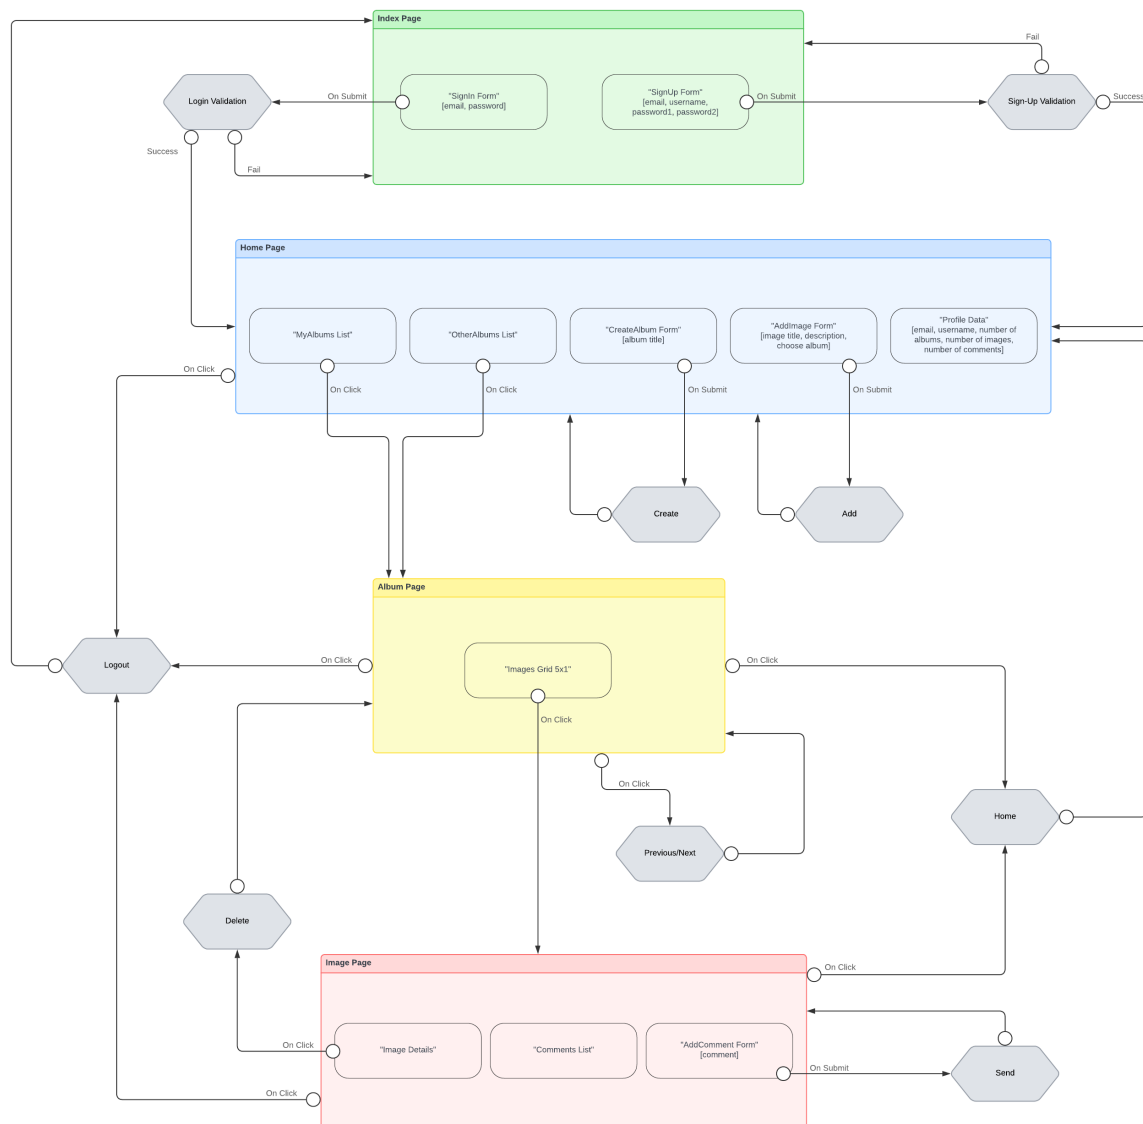 Index Page
Fail
Login Validation
On Submit
"SignIn Form"
[email, password]
"SignUp Form"
[email, username,
password1, password2]
On Submit
Sign-Up Validation
Success
Success
Fail
Home Page
"MyAlbums List"
"OtherAlbums List"
"CreateAlbum Form"
[album title]
"AddImage Form"
[image title, description,
choose album]
"Profile Data"
[email, username, number of
albums, number of images,
number of comments]
On Click
On Click
On Click
On Submit
On Submit
Create
Add
Album Page
Logout
On Click
"Images Grid 5x1"
On Click
On Click
On Click
Previous/Next
Home
Delete
Image Page
On Click
On Click
"Image Details"
"Comments List"
"AddComment Form"
[comment]
On Submit
Send
On Click